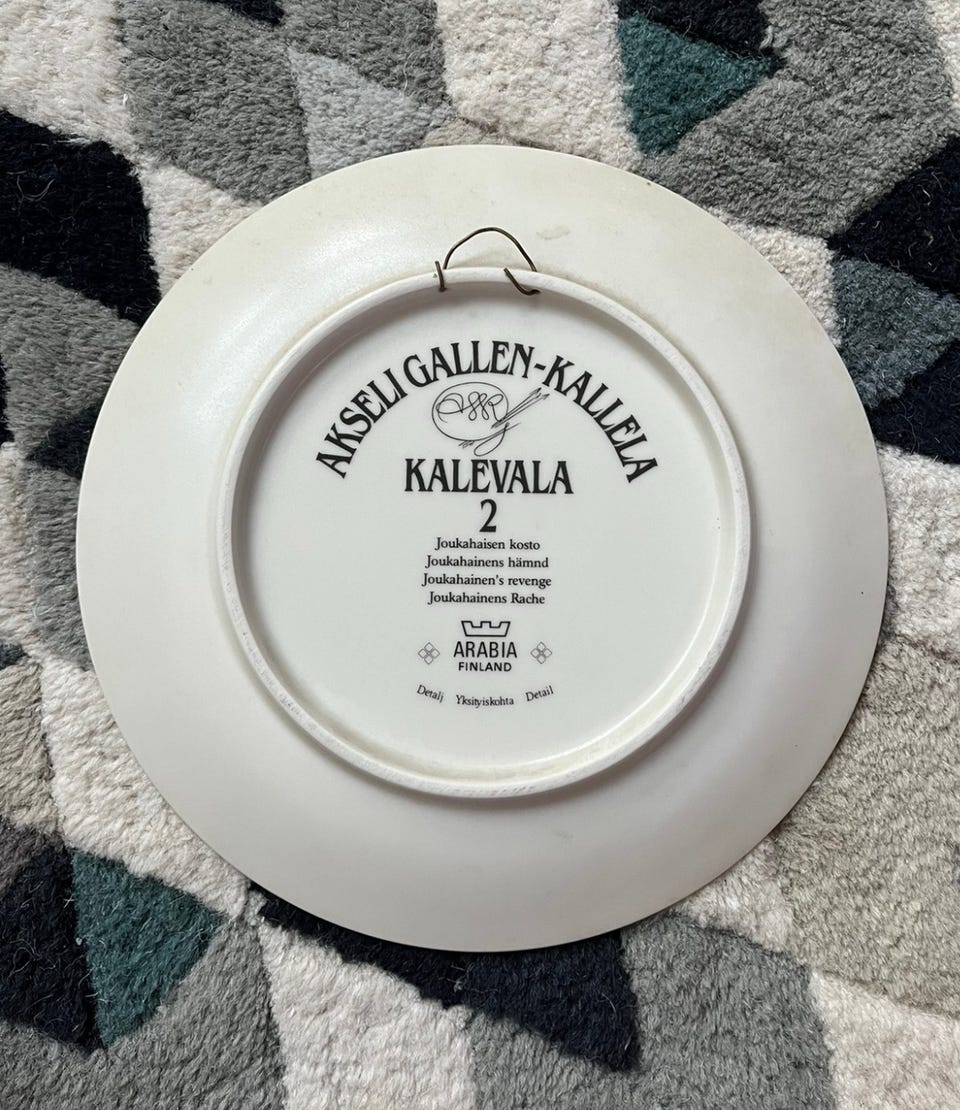 AKSELI GALLEN-KALLELA
KALEVALA
2
Joukahaisen kosto
Joukahainens hämnd
Joukahainen's revenge
Joukahainens Rache
ARABIA
FINLAND
Detalj Yksityiskohta Detail